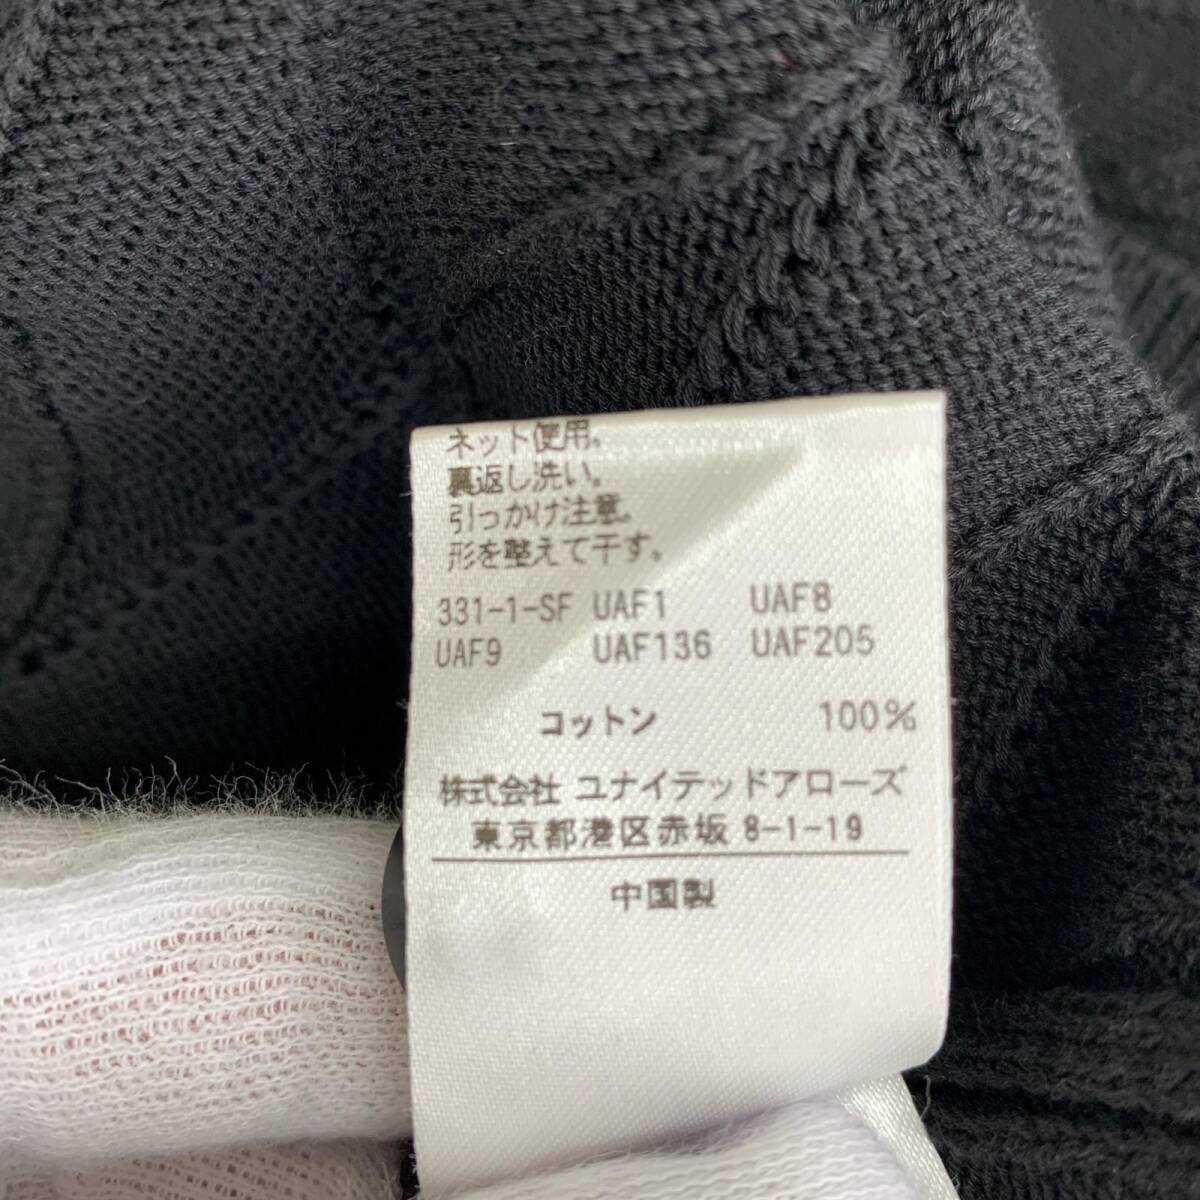 ネット使用。
裏返し洗い。
引っかけ注意。
形を整えて干す。
331-1-SF UAF1 UAF8
UAF9 UAF136 UAF205
コットン 100%
株式会社 ユナイテッドアローズ
東京都港区赤坂 8-1-19
中国製